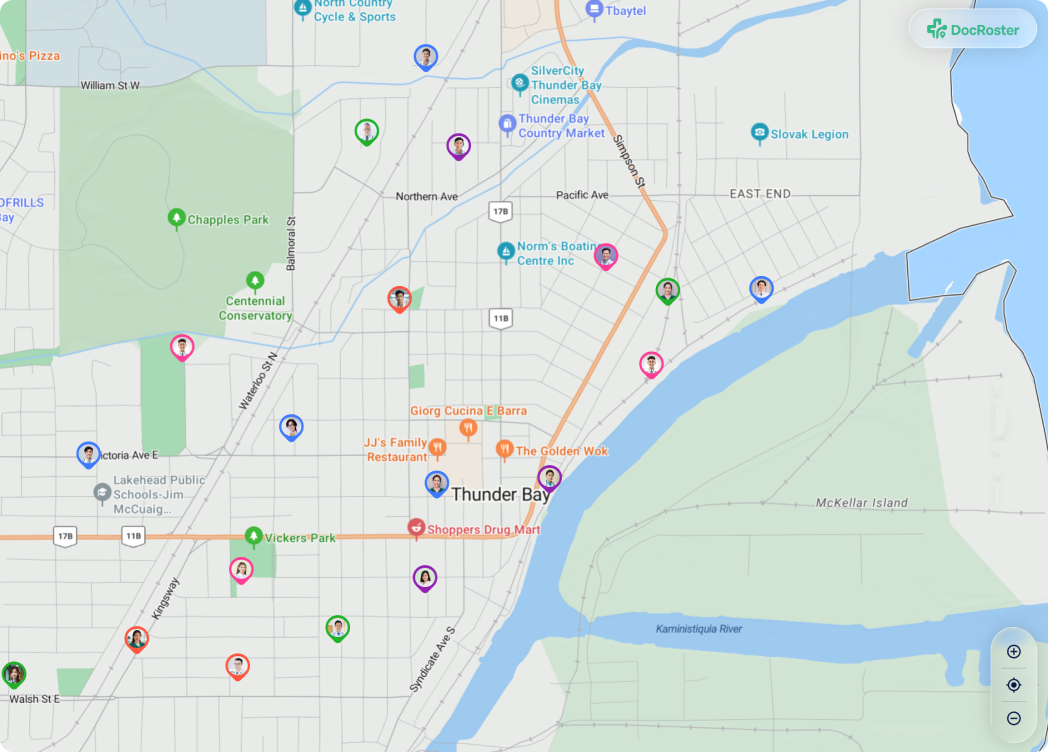 North Country
Cycle & Sports
Tbaytel
DocRoster
ino's Pizza
SilverCity
Thunder Bay
Cinemas
William St W
Thunder Bay
Country Market
Slovak Legion
Simpson St
Northern Ave
Pacific Ave
EAST END
OFRILLS
Bay
17B
Chapples Park
Balmoral St
Norm's Boating
Centre Inc
Centennial
Conservatory
11B
Waterloo St N
Giorg Cucina E Barra
JJ's Family
Restaurant
The Golden Wok
ictoria Ave E
Lakehead Public
Schools-Jim
McCuaig...
Thunder Bay
McKellar Island
Shoppers Drug Mart
17B
11B
Vickers Park
Kingsway
Kaministiquia River
Syndicate Ave S
Walsh St E